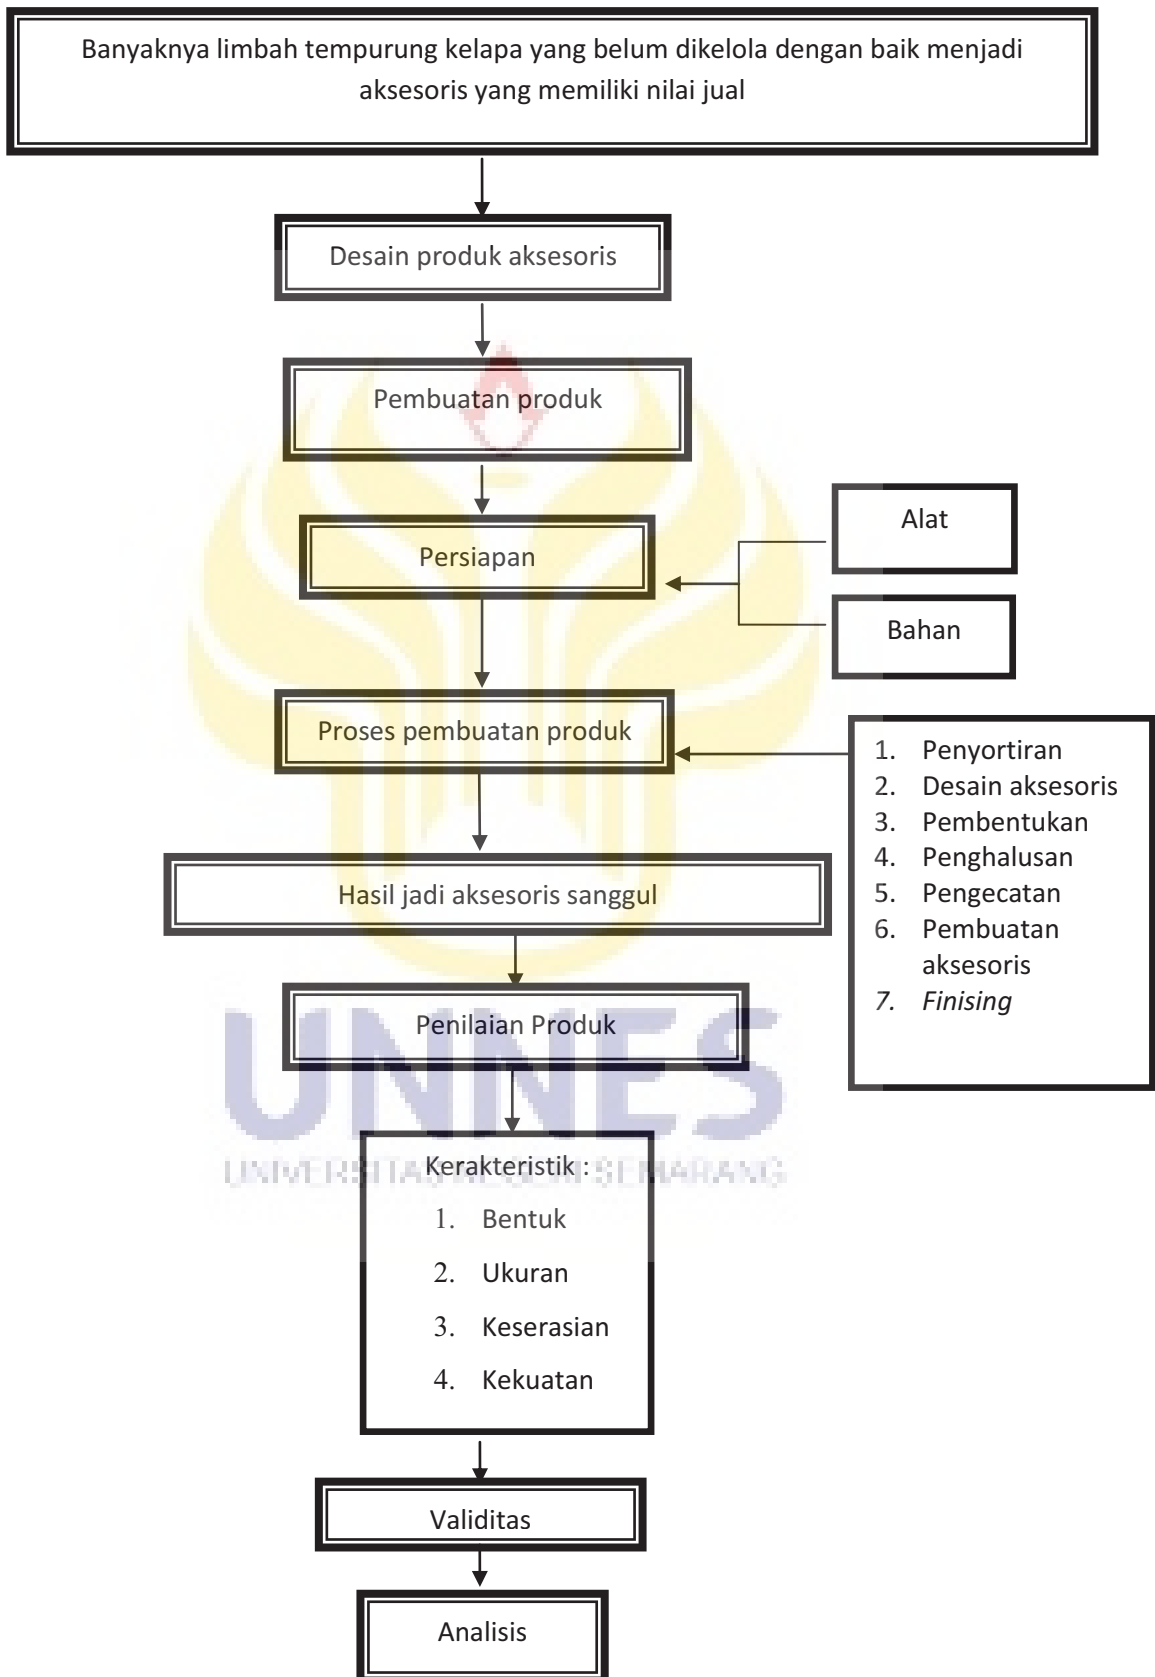 Banyaknya limbah tempurung kelapa yang belum dikelola dengan baik menjadi
aksesoris yang memiliki nilai jual
Desain produk aksesoris
Pembuatan produk
Persiapan
Alat
Bahan
Proses pembuatan produk
1. Penyortiran
2. Desain aksesoris
3. Pembentukan
4. Penghalusan
5. Pengecatan
6. Pembuatan
aksesoris
7. Finising
Hasil jadi aksesoris sanggul
Penilaian Produk
UNNES
UNIVERSITAS NEGERI SEMARANG
Kerakteristik :
1. Bentuk
2. Ukuran
3. Keserasian
4. Kekuatan
Validitas
Analisis